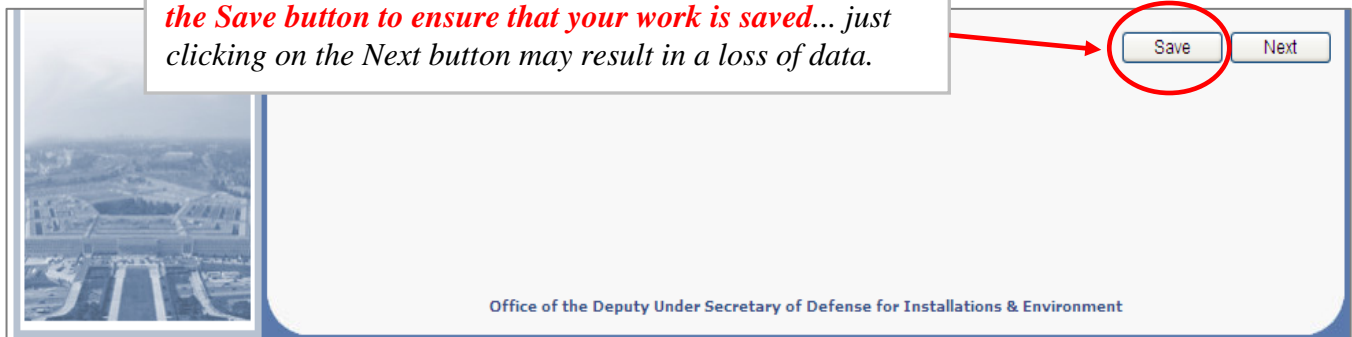 the Save button to ensure that your work is saved... just
clicking on the Next button may result in a loss of data.
Save
Next
Office of the Deputy Under Secretary of Defense for Installations & Environment